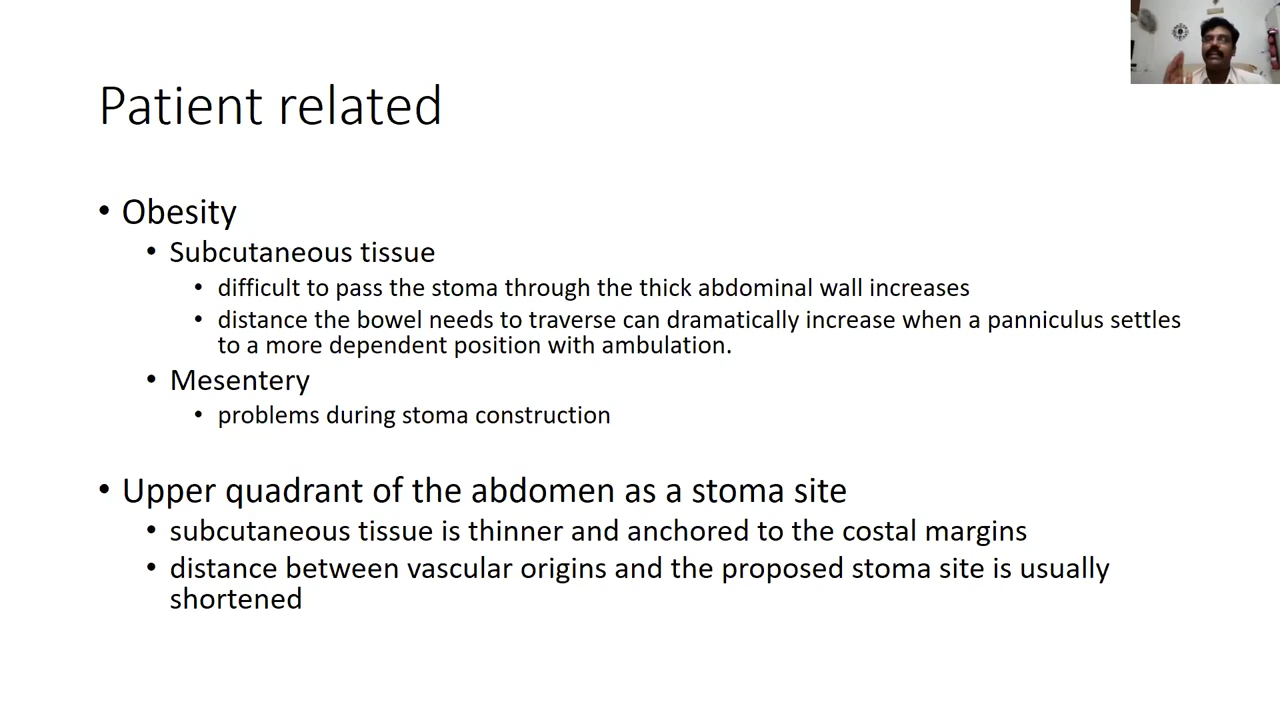 Patient related
• Obesity
• Subcutaneous tissue
• difficult to pass the stoma through the thick abdominal wall increases
• distance the bowel needs to traverse can dramatically increase when a panniculus settles
to a more dependent position with ambulation.
• Mesentery
• problems during stoma construction
• Upper quadrant of the abdomen as a stoma site
• subcutaneous tissue is thinner and anchored to the costal margins
• distance between vascular origins and the proposed stoma site is usually
shortened